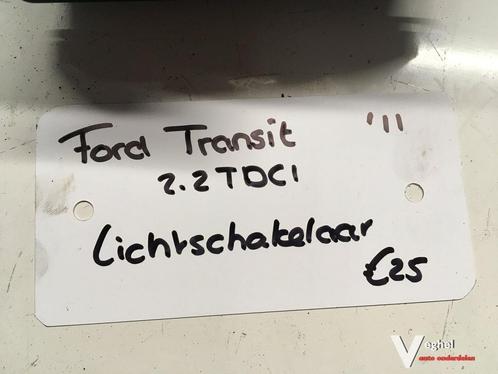 Ford Transit '11
2.2TDCI
Lichtschakelaar
€25
Veghel
auto onderdelen